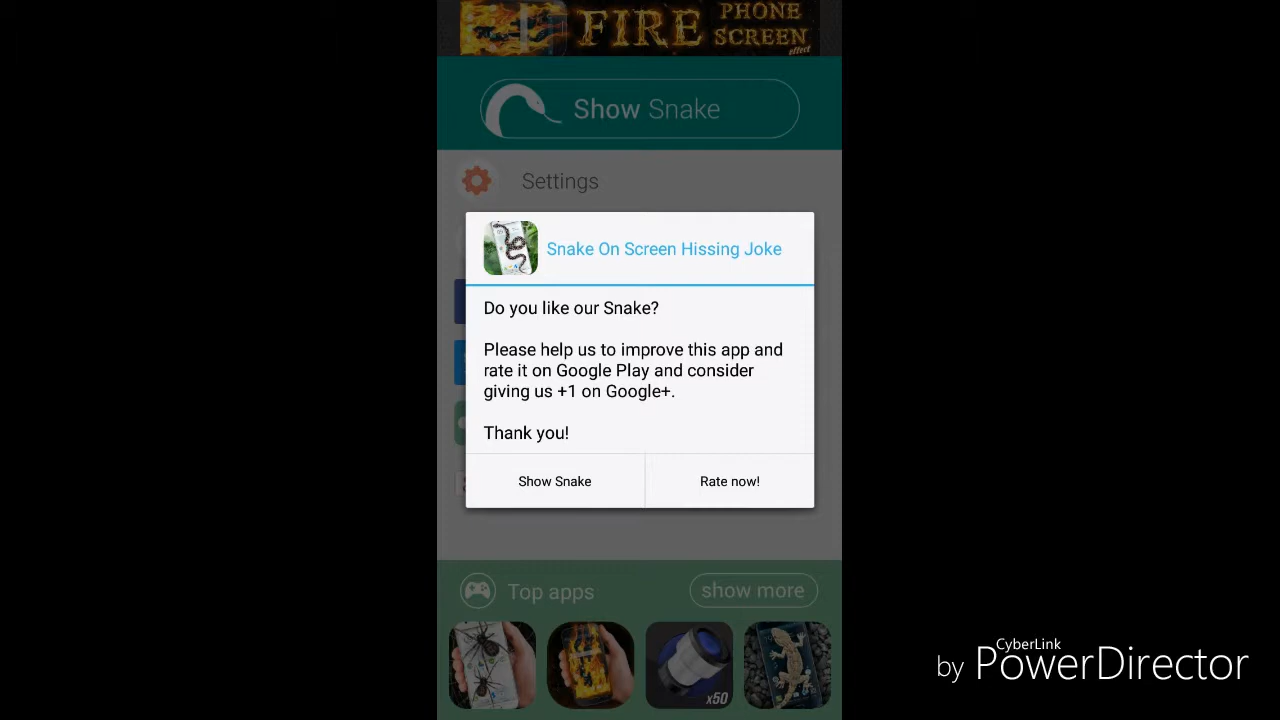 FIRE PHONE
SCREEN
effect
Show Snake
Settings
Snake On Screen Hissing Joke
Do you like our Snake?
Please help us to improve this app and
rate it on Google Play and consider
giving us +1 on Google+.
Thank you!
Show Snake
Rate now!
Top apps
show more
x50
CyberLink
by PowerDirector